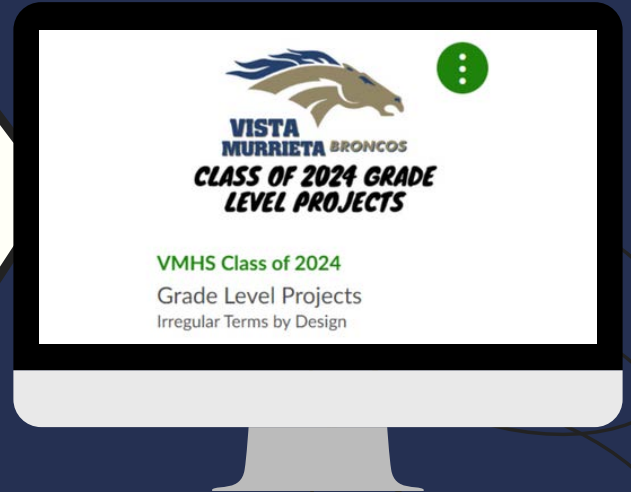 VISTA
MURRIETA BRONCOS
CLASS OF 2024 GRADE
LEVEL PROJECTS
VMHS Class of 2024
Grade Level Projects
Irregular Terms by Design